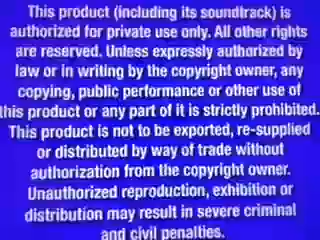 This product (including its soundtrack) is
authorized for private use only. All other rights
are reserved. Unless expressly authorized by
law or in writing by the copyright owner, any
copying, public performance or other use of
this product or any part of it is strictly prohibited.
This product is not to be exported, re-supplied
or distributed by way of trade without
authorization from the copyright owner.
Unauthorized reproduction, exhibition or
distribution may result in severe criminal
and civil penalties.